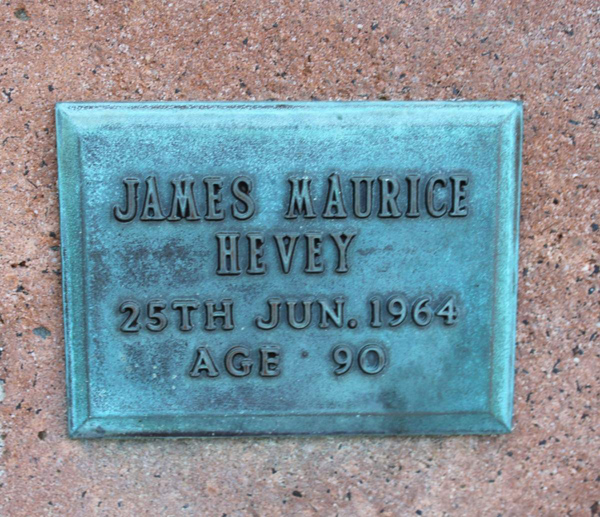 JAMES MAURICE
HEVEY
25TH JUN. 1964
AGE · 90